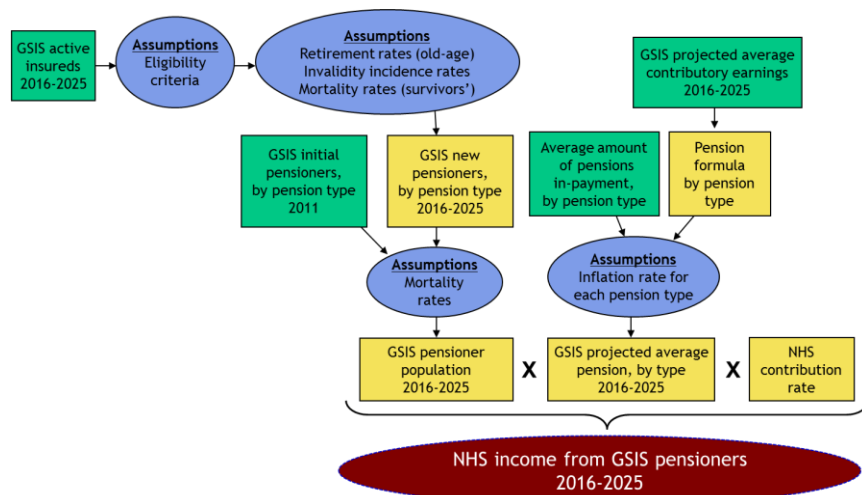 GSIS active
insureds
2016-2025
Assumptions
Eligibility
criteria
Assumptions
Retirement rates (old-age)
Invalidity incidence rates
Mortality rates (survivors’)
GSIS projected average
contributory earnings
2016-2025
GSIS initial
pensioners,
by pension type
2011
GSIS new
pensioners,
by pension type
2016-2025
Average amount
of pensions
in-payment,
by pension type
Pension
formula
by pension
type
Assumptions
Mortality
rates
Assumptions
Inflation rate for
each pension type
GSIS pensioner
population
2016-2025
X
GSIS projected average
pension, by type
2016-2025
X
NHS
contribution
rate
NHS income from GSIS pensioners
2016-2025